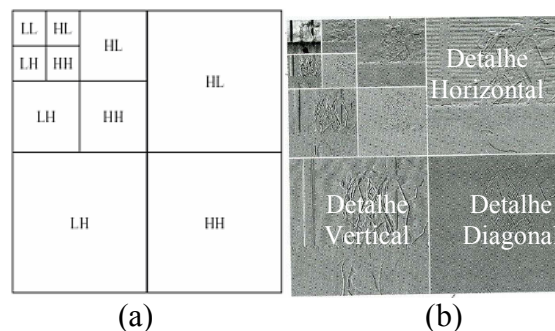 LL HL
HL
LH HH
HL
LH HH
LH HH
Detalhe
Horizontal
Detalhe
Vertical
Detalhe
Diagona
(a) (b)